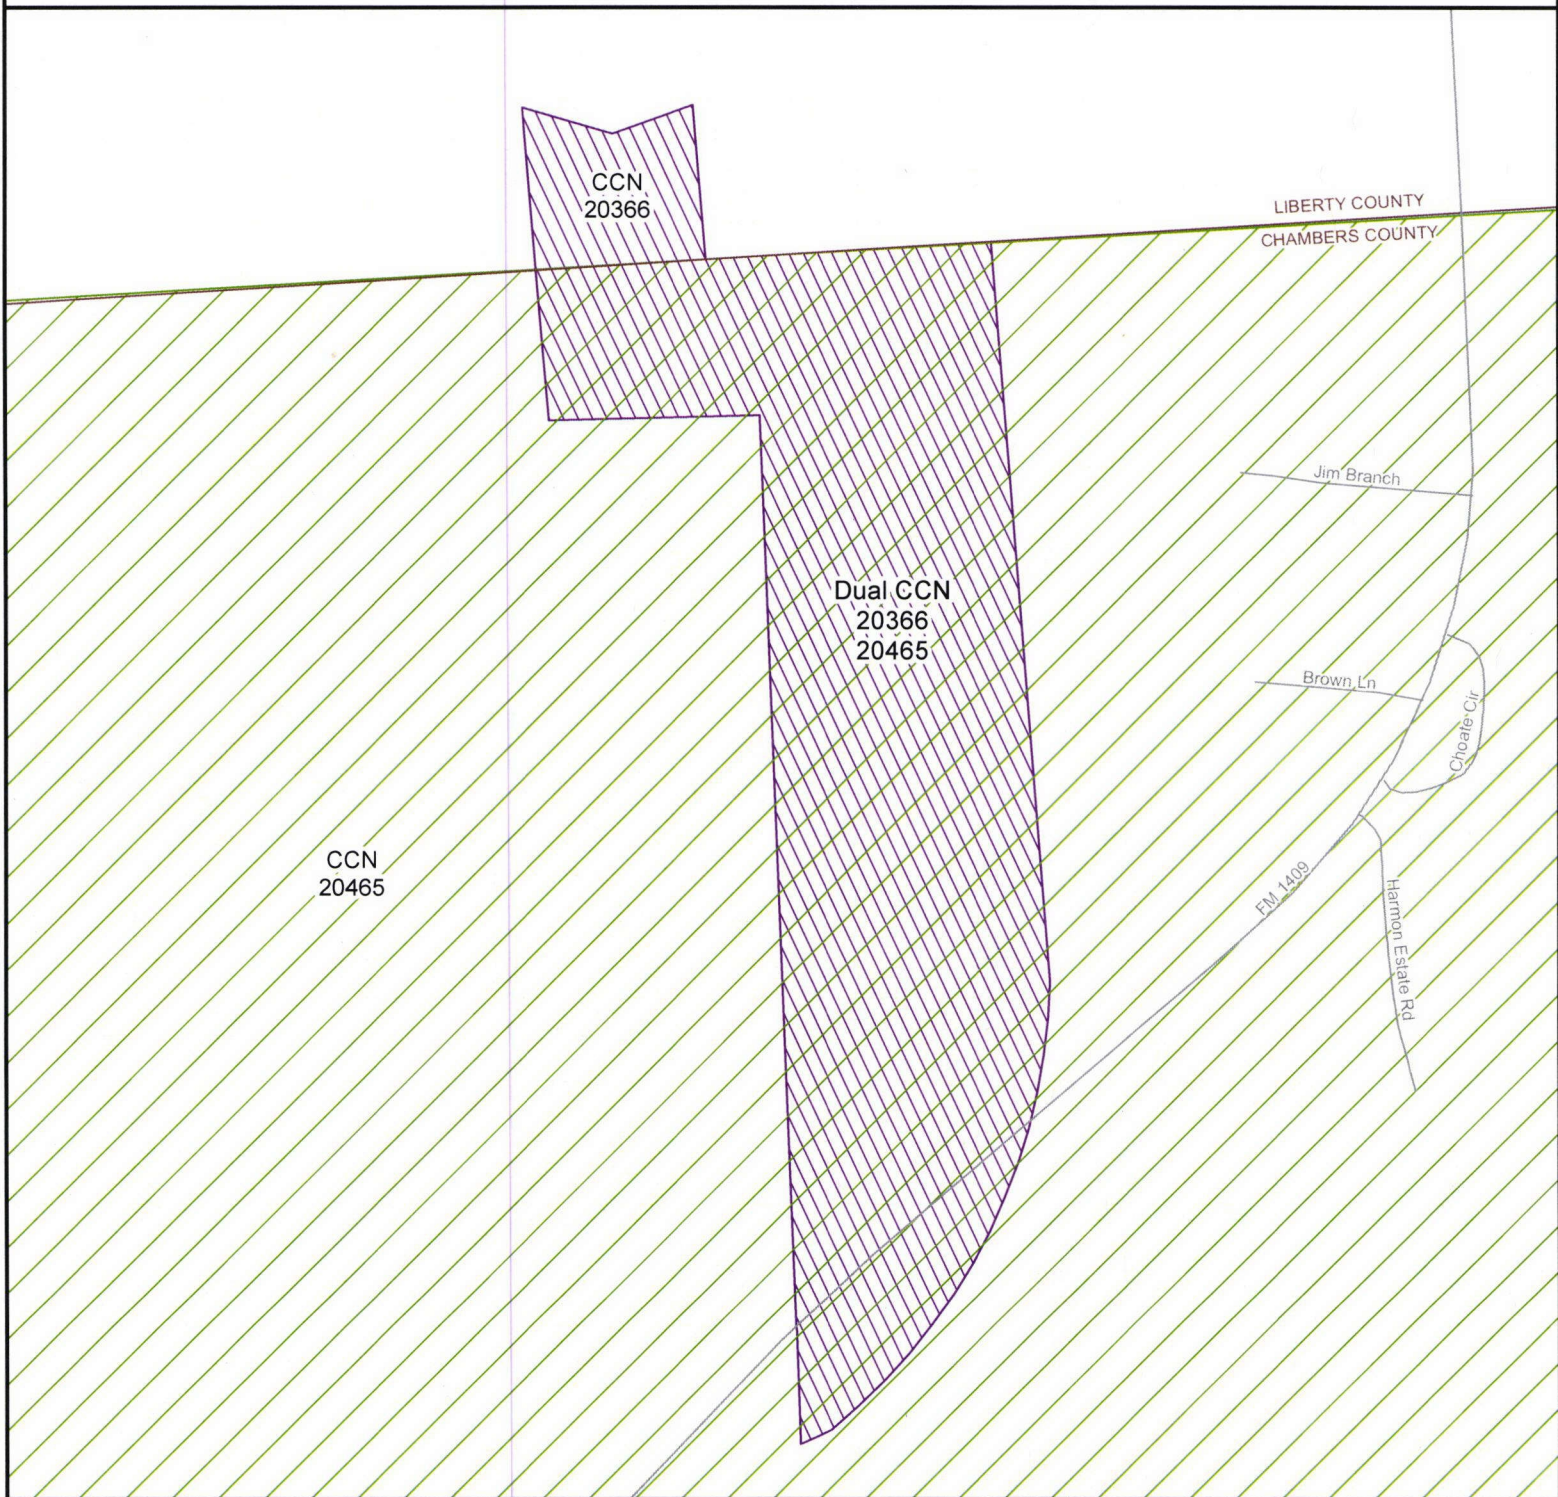 CCN
20366
LIBERTY COUNTY
CHAMBERS COUNTY
Jim Branch
Dual CCN
20366
20465
Brown Ln
Choate Cir
CCN
20465
FM 1409
Harmon Estate Rd